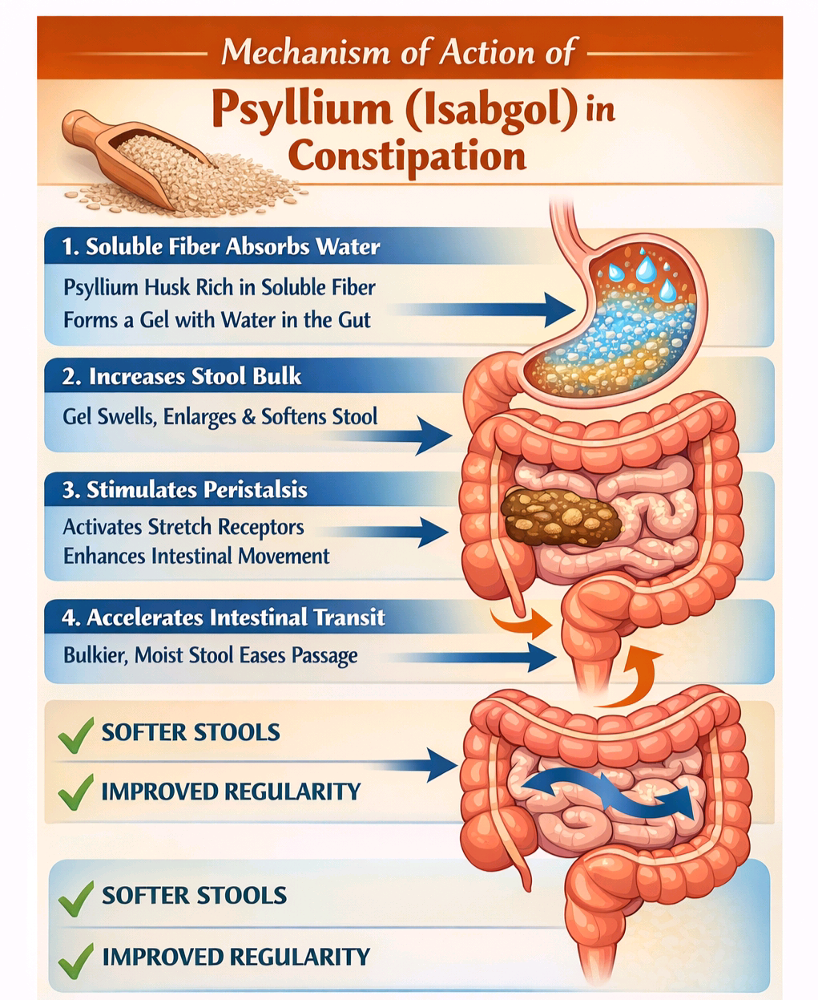 Mechanism of Action of
Psyllium (Isabgol) in
Constipation
1. Soluble Fiber Absorbs Water
Psyllium Husk Rich in Soluble Fiber
Forms a Gel with Water in the Gut
2. Increases Stool Bulk
Gel Swells, Enlarges & Softens Stool
3. Stimulates Peristalsis
Activates Stretch Receptors
Enhances Intestinal Movement
4. Accelerates Intestinal Transit
Bulkier, Moist Stool Eases Passage
SOFTER STOOLS
IMPROVED REGULARITY
SOFTER STOOLS
IMPROVED REGULARITY